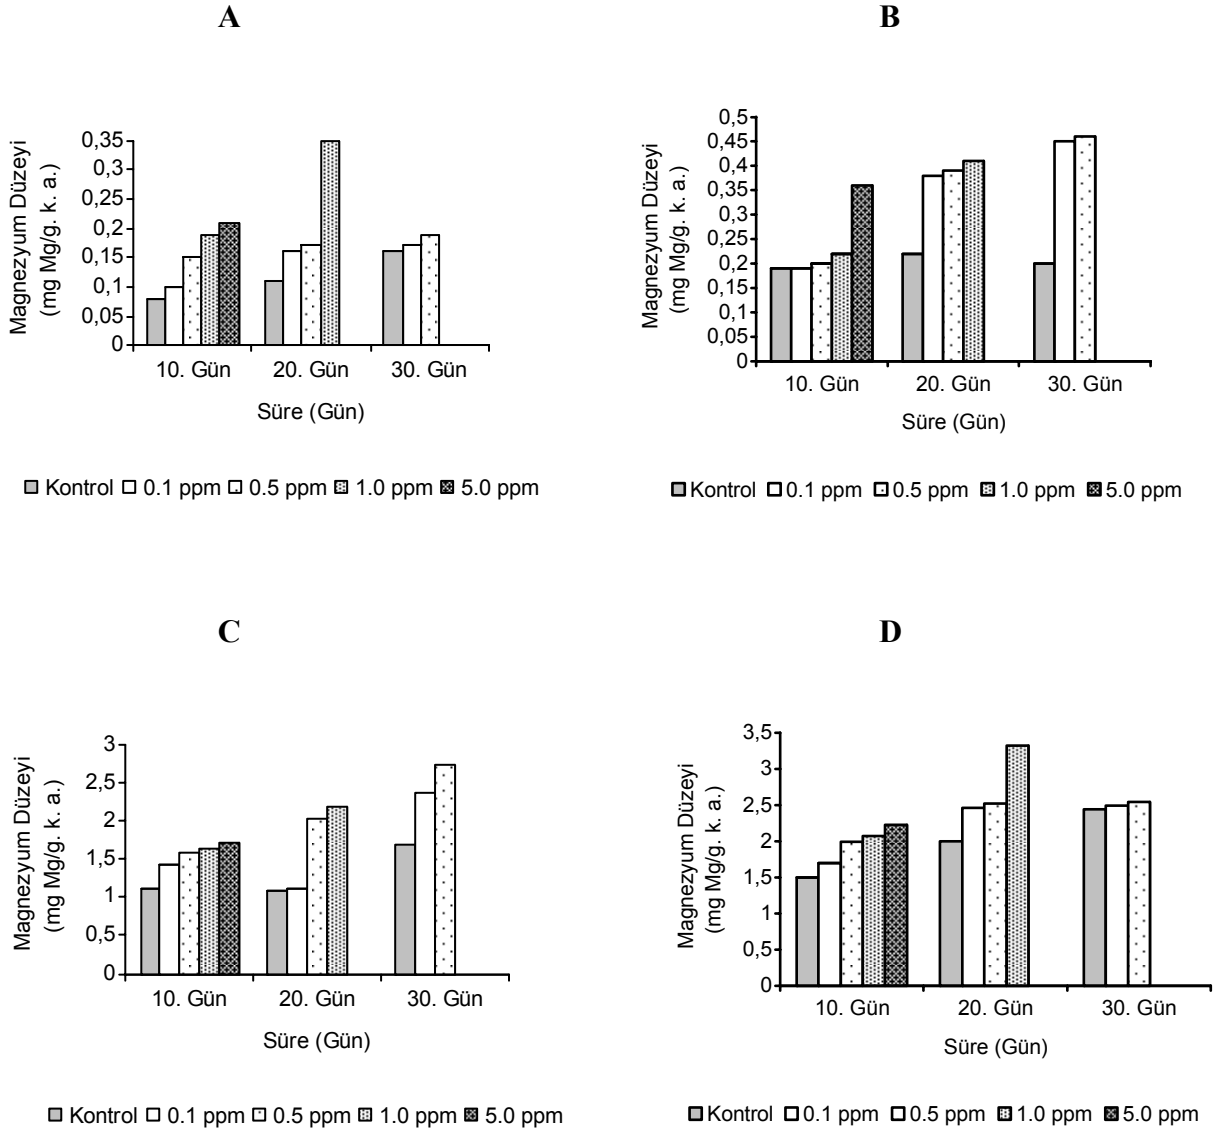 A
Magnezyum Düzeyi
(mg Mg/g. k. a.)
0,35
0,3
0,25
0,2
0,15
0,1
0,05
0
10. Gün 20. Gün 30. Gün
Süre (Gün)
Kontrol 0.1 ppm 0.5 ppm 1.0 ppm 5.0 ppm
B
Magnezyum Düzeyi
(mg Mg/g. k. a.)
0,5
0,45
0,4
0,35
0,3
0,25
0,2
0,15
0,1
0,05
0
10. Gün 20. Gün 30. Gün
Süre (Gün)
Kontrol 0.1 ppm 0.5 ppm 1.0 ppm 5.0 ppm
C
Magnezyum Düzeyi
(mg Mg/g. k. a.)
3
2,5
2
1,5
1
0,5
0
10. Gün 20. Gün 30. Gün
Süre (Gün)
Kontrol 0.1 ppm 0.5 ppm 1.0 ppm 5.0 ppm
D
Magnezyum Düzeyi
(mg Mg/g. k. a.)
3,5
3
2,5
2
1,5
1
0,5
0
10. Gün 20. Gün 30. Gün
Süre (Gün)
Kontrol 0.1 ppm 0.5 ppm 1.0 ppm 5.0 ppm